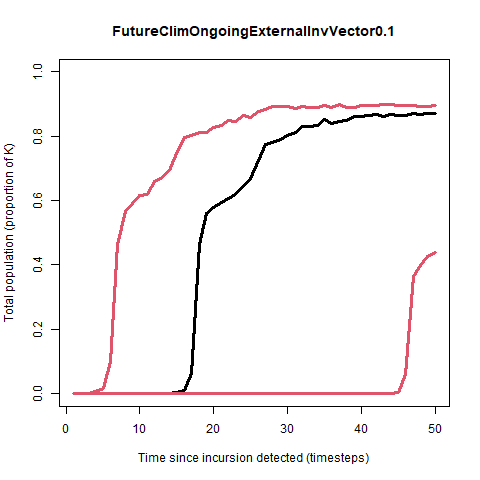 FutureClimOngoingExternalInvVector0.1
Total population (proportion of K)
1.0
0.8
0.6
0.4
0.2
0.0
0 10 20 30 40 50
Time since incursion detected (timesteps)